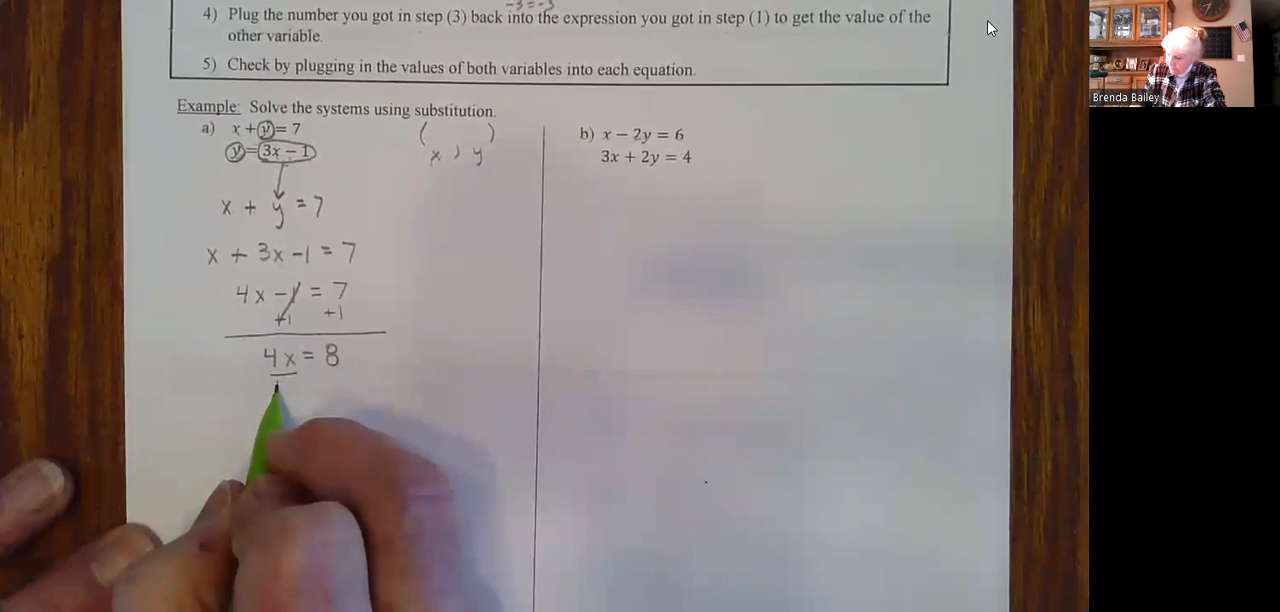 -3=-3
4) Plug the number you got in step (3) back into the expression you got in step (1) to get the value of the
other variable.
5) Check by plugging in the values of both variables into each equation.
Example: Solve the systems using substitution.
a) x + y = 7
y = 3x − 1
( )
x , y
x + y = 7
x + 3x -1 = 7
4x -1 = 7
+1 +1
4x = 8
b) x − 2y = 6
3x + 2y = 4
Brenda Bailey